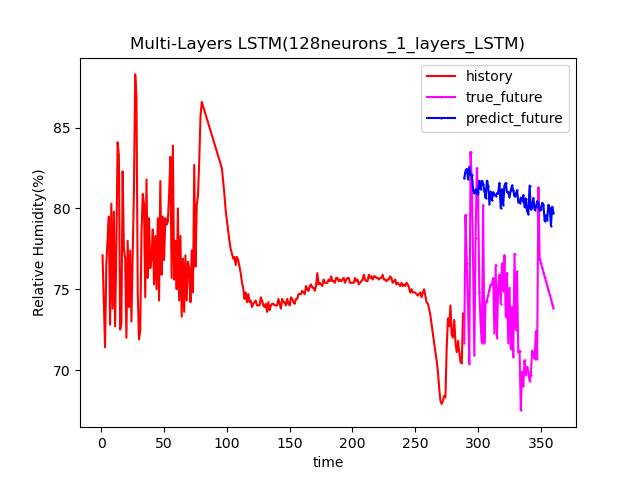 Multi-Layers LSTM(128neurons_1_layers_LSTM)
history
true_future
predict_future
Relative Humidity(%)
85
80
75
70
0 50 100 150 200 250 300 350
time